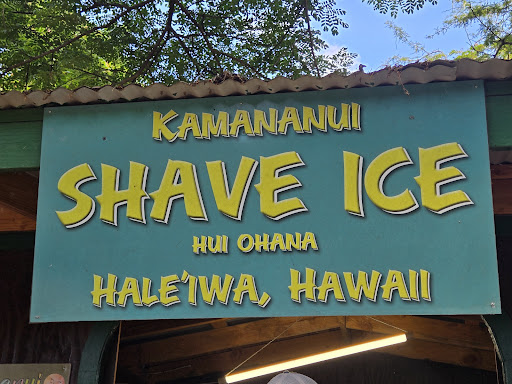 KAMANANUI
SHAVE ICE
HUI OHANA
HALE'IWA, HAWAII